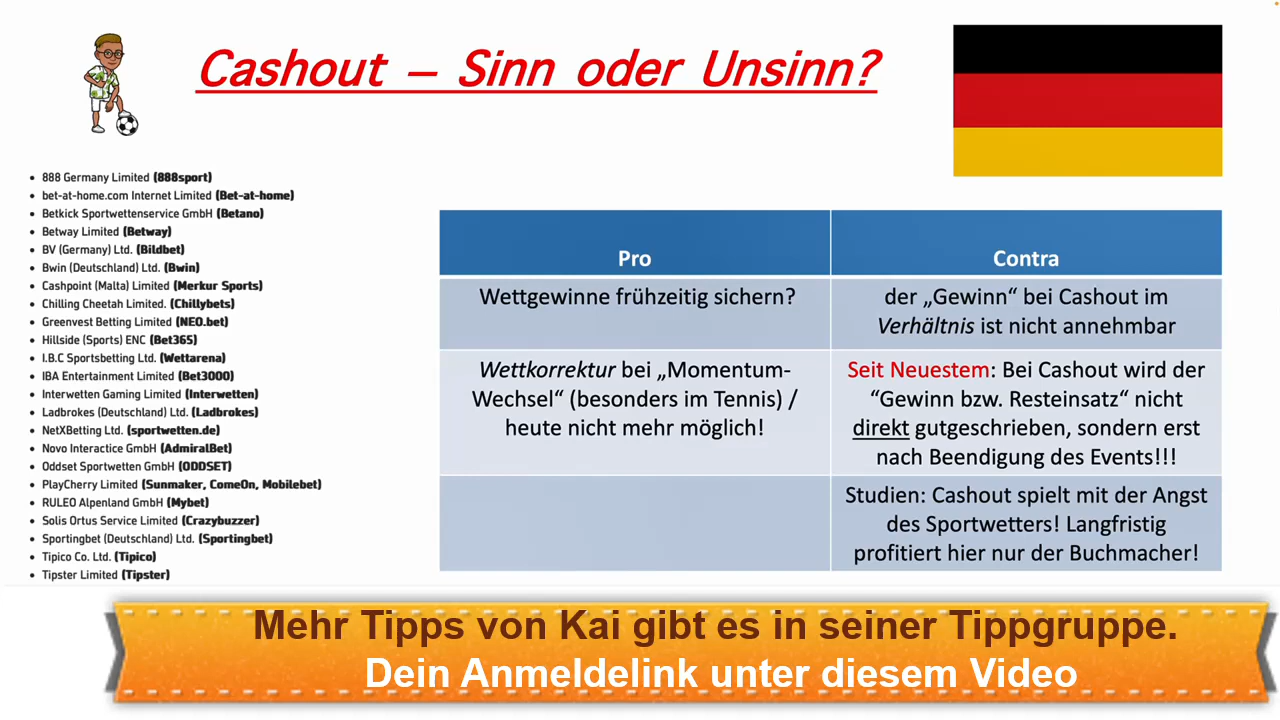 Cashout – Sinn oder Unsinn?
• 888 Germany Limited (888sport)
• bet-at-home.com Internet Limited (Bet-at-home)
• Betkick Sportwettenservice GmbH (Betano)
• Betway Limited (Betway)
• BV (Germany) Ltd. (Bildbet)
• Bwin (Deutschland) Ltd. (Bwin)
• Cashpoint (Malta) Limited (Merkur Sports)
• Chilling Cheetah Limited. (Chillybets)
• Greenvest Betting Limited (NEO.bet)
• Hillside (Sports) ENC (Bet365)
• I.B.C Sportsbetting Ltd. (Wettarena)
• IBA Entertainment Limited (Bet3000)
• Interwetten Gaming Limited (Interwetten)
• Ladbrokes (Deutschland) Ltd. (Ladbrokes)
• NetXBetting Ltd. (sportwetten.de)
• Novo Interactice GmbH (AdmiralBet)
• Oddset Sportwetten GmbH (ODDSET)
• PlayCherry Limited (Sunmaker, ComeOn, Mobilebet)
• RULEO Alpenland GmbH (Mybet)
• Solis Ortus Service Limited (Crazybuzzer)
• Sportingbet (Deutschland) Ltd. (Sportingbet)
• Tipico Co. Ltd. (Tipico)
• Tipster Limited (Tipster)
Pro
Contra
Wettgewinne frühzeitig sichern?
der „Gewinn“ bei Cashout im
Verhältnis ist nicht annehmbar
Wettkorrektur bei „Momentum-
Wechsel“ (besonders im Tennis) /
heute nicht mehr möglich!
Seit Neuestem: Bei Cashout wird der
“Gewinn bzw. Resteinsatz“ nicht
direkt gutgeschrieben, sondern erst
nach Beendigung des Events!!!
Studien: Cashout spielt mit der Angst
des Sportwetters! Langfristig
profitiert hier nur der Buchmacher!
Mehr Tipps von Kai gibt es in seiner Tippgruppe.
Dein Anmeldelink unter diesem Video